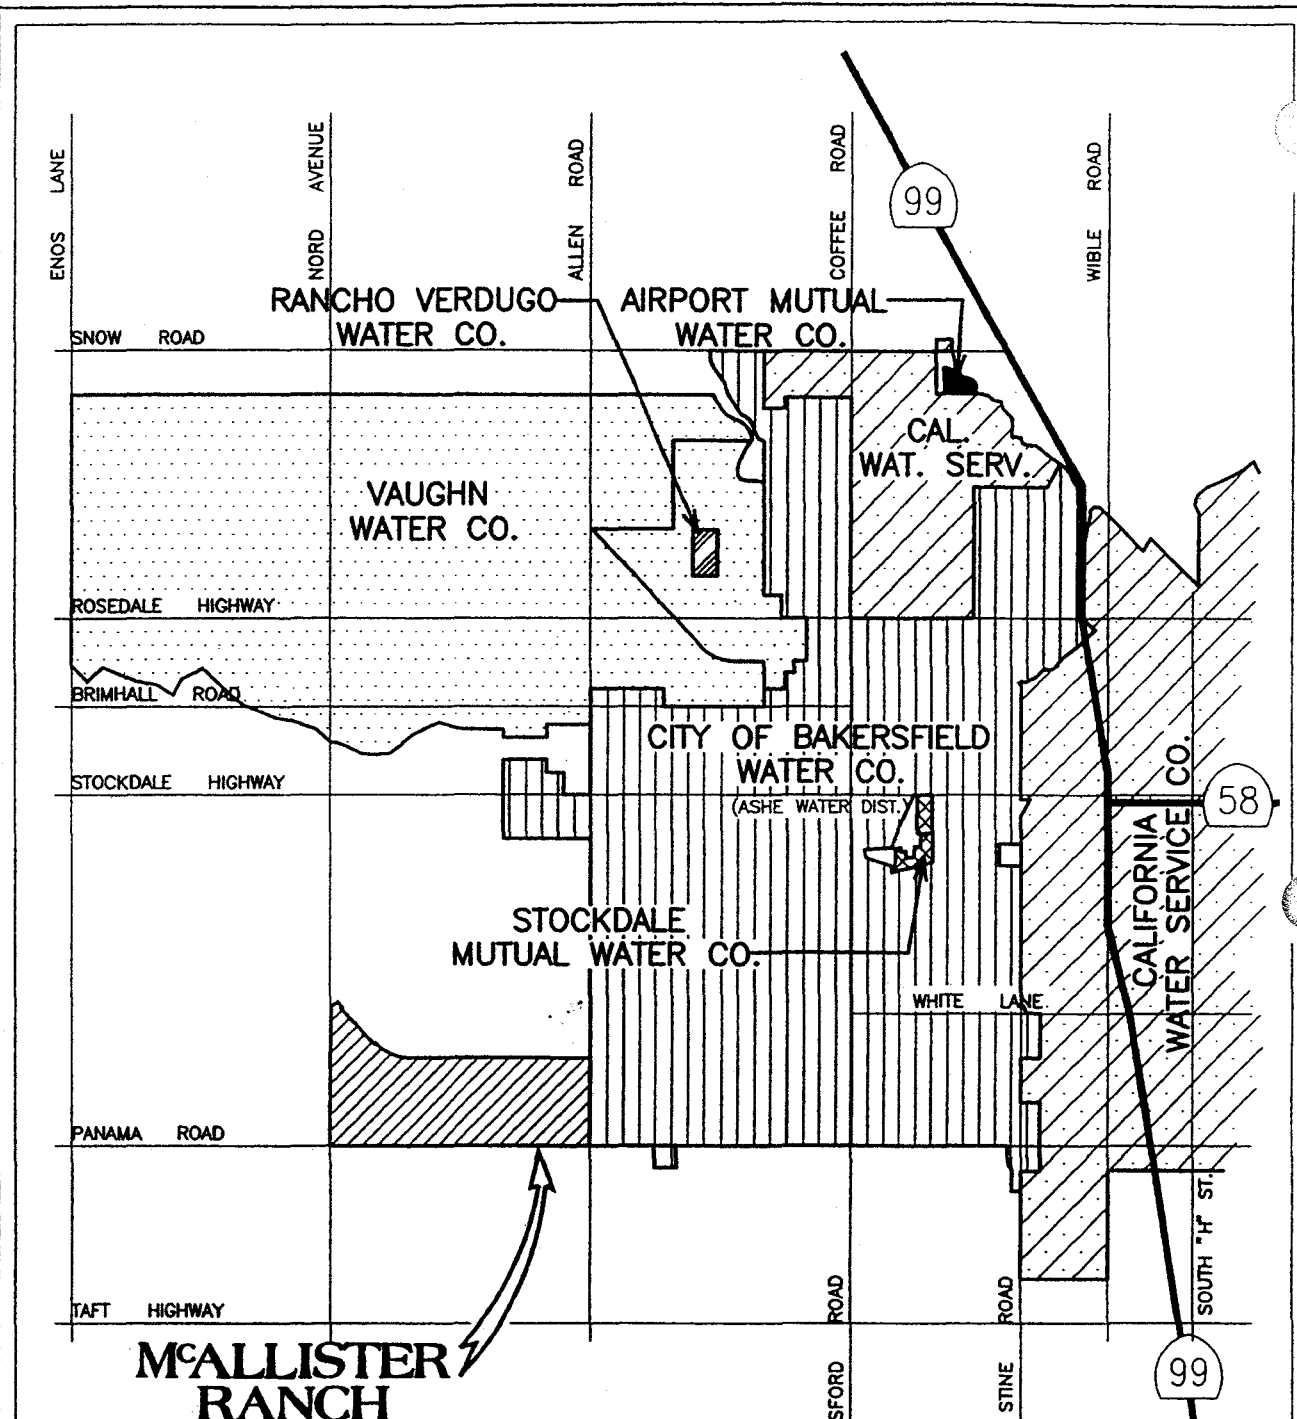 ENOS LANE
NORD AVENUE
ALLEN ROAD
COFFEE ROAD
WIBLE ROAD
99
RANCHO VERDUGO
WATER CO.
AIRPORT MUTUAL
WATER CO.
SNOW ROAD
CAL.
WAT. SERV.
VAUGHN
WATER CO.
ROSEDALE HIGHWAY
BRIMHALL ROAD
CITY OF BAKERSFIELD
WATER CO.
(ASHE WATER DIST.)
STOCKDALE HIGHWAY
58
CALIFORNIA
WATER SERVICE CO.
STOCKDALE
MUTUAL WATER CO.
WHITE LANE
PANAMA ROAD
SOUTH "H" ST.
TAFT HIGHWAY
ROAD
ROAD
McALLISTER
RANCH
SFORD
STINE
99